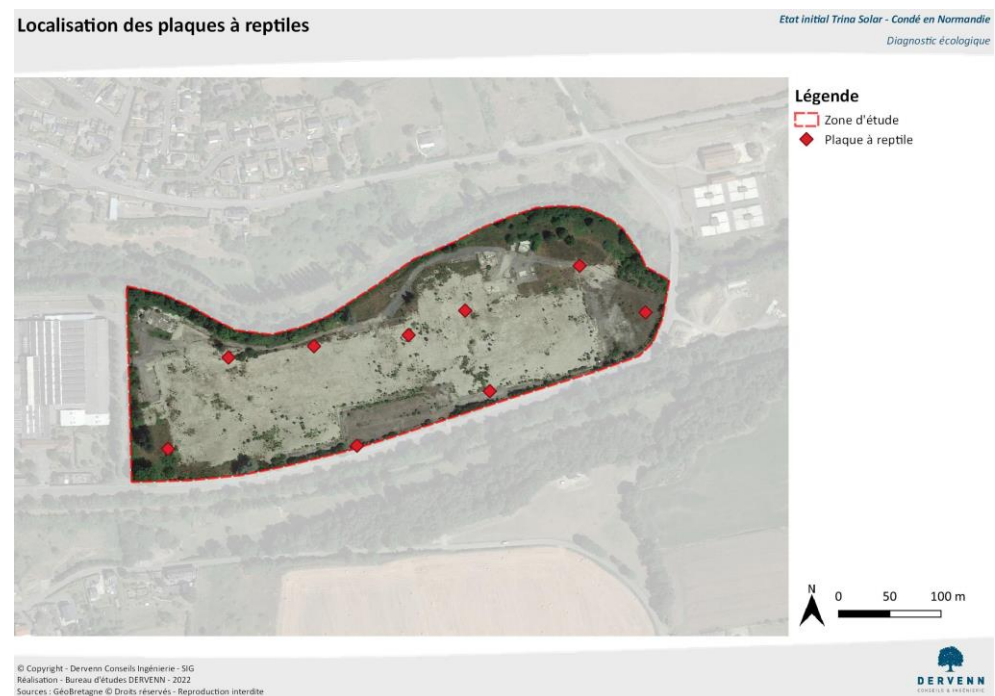 Localisation des plaques à reptiles
Etat initial Trina Solar - Condé en Normandie
Diagnostic écologique
Légende
Zone d'étude
Plaque à reptile
N
0 50 100 m
© Copyright - Dervenn Conseils Ingénierie - SIG
Réalisation - Bureau d'études DERVENN - 2022
Sources : GéoBretagne © Droits réservés - Reproduction interdite
DERVENN
CONSEILS & INGÉNIERIE